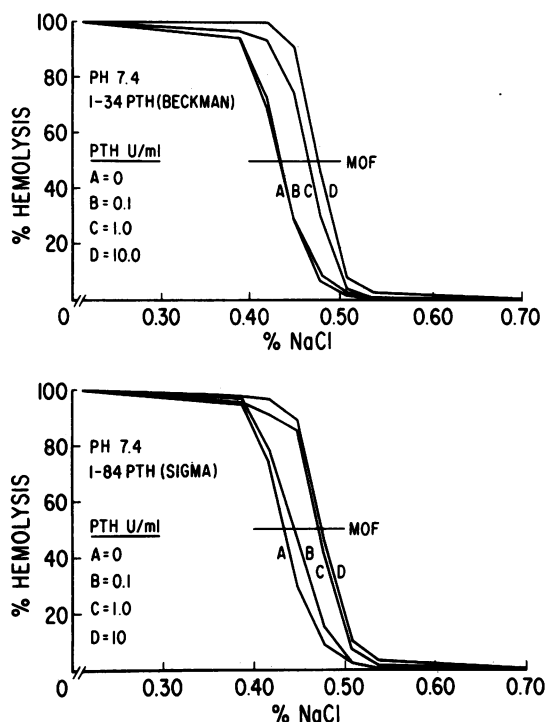 100
80
60
40
20
% HEMOLYSIS
PH 7.4
1-34 PTH (BECKMAN)
PTH U/ml
A = 0
B = 0.1
C = 1.0
D = 10.0
MOF
A B C D
0 0.30 0.40 0.50 0.60 0.70
% NaCl
100
80
60
40
20
% HEMOLYSIS
PH 7.4
1-84 PTH (SIGMA)
PTH U/ml
A = 0
B = 0.1
C = 1.0
D = 10
MOF
A B C D
0 0.30 0.40 0.50 0.60 0.70
% NaCl